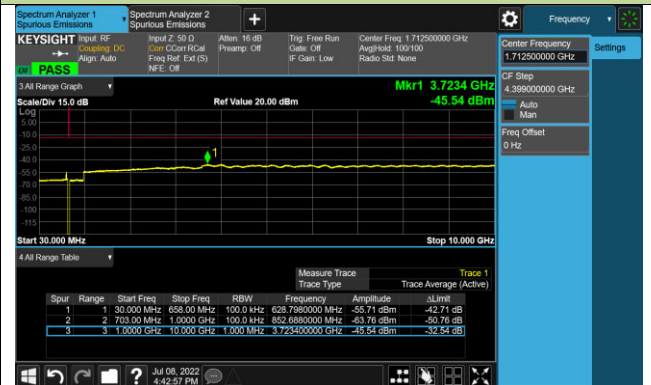 Spectrum Analyzer 1
Spurious Emissions
Spectrum Analyzer 2
Spurious Emissions
+
Frequency
KEYSIGHT
Input: RF
Coupling: DC
Align: Auto
Input Z: 50 Ω
Corr CCorr RCal
Freq Ref: Ext (S)
NFE: Off
Atten: 16 dB
Preamp: Off
Trig: Free Run
Gate: Off
IF Gain: Low
Center Freq: 1.712500000 GHz
Avg|Hold: 100/100
Radio Std: None
PASS
Center Frequency
1.712500000 GHz
Settings
CF Step
4.399000000 GHz
Auto
Man
Freq Offset
0 Hz
3 All Range Graph
Mkr1 3.7234 GHz
-45.54 dBm
Scale/Div 15.0 dB
Ref Value 20.00 dBm
Log
5.00
-10.0
-25.0
-40.0
-55.0
-70.0
-85.0
-100
-115
1
Start 30.000 MHz
Stop 10.000 GHz
4 All Range Table
Measure Trace Trace 1
Trace Type Trace Average (Active)
Spur Range Start Freq Stop Freq RBW Frequency Amplitude ΔLimit
1 1 30.000 MHz 658.00 MHz 100.0 kHz 628.7980000 MHz -55.71 dBm -42.71 dB
2 2 703.00 MHz 1.0000 GHz 100.0 kHz 852.6880000 MHz -63.76 dBm -50.76 dB
3 3 1.0000 GHz 10.000 GHz 1.000 MHz 3.723400000 GHz -45.54 dBm -32.54 dB
?
Jul 08, 2022
4:42:57 PM